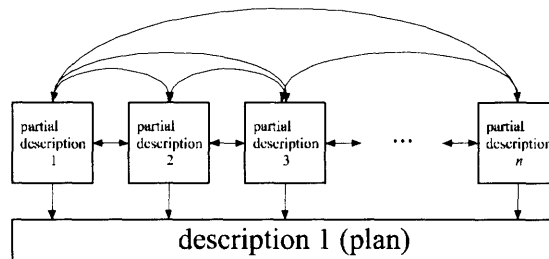 partial
description
1
partial
description
2
partial
description
3
...
partial
description
n
description 1 (plan)